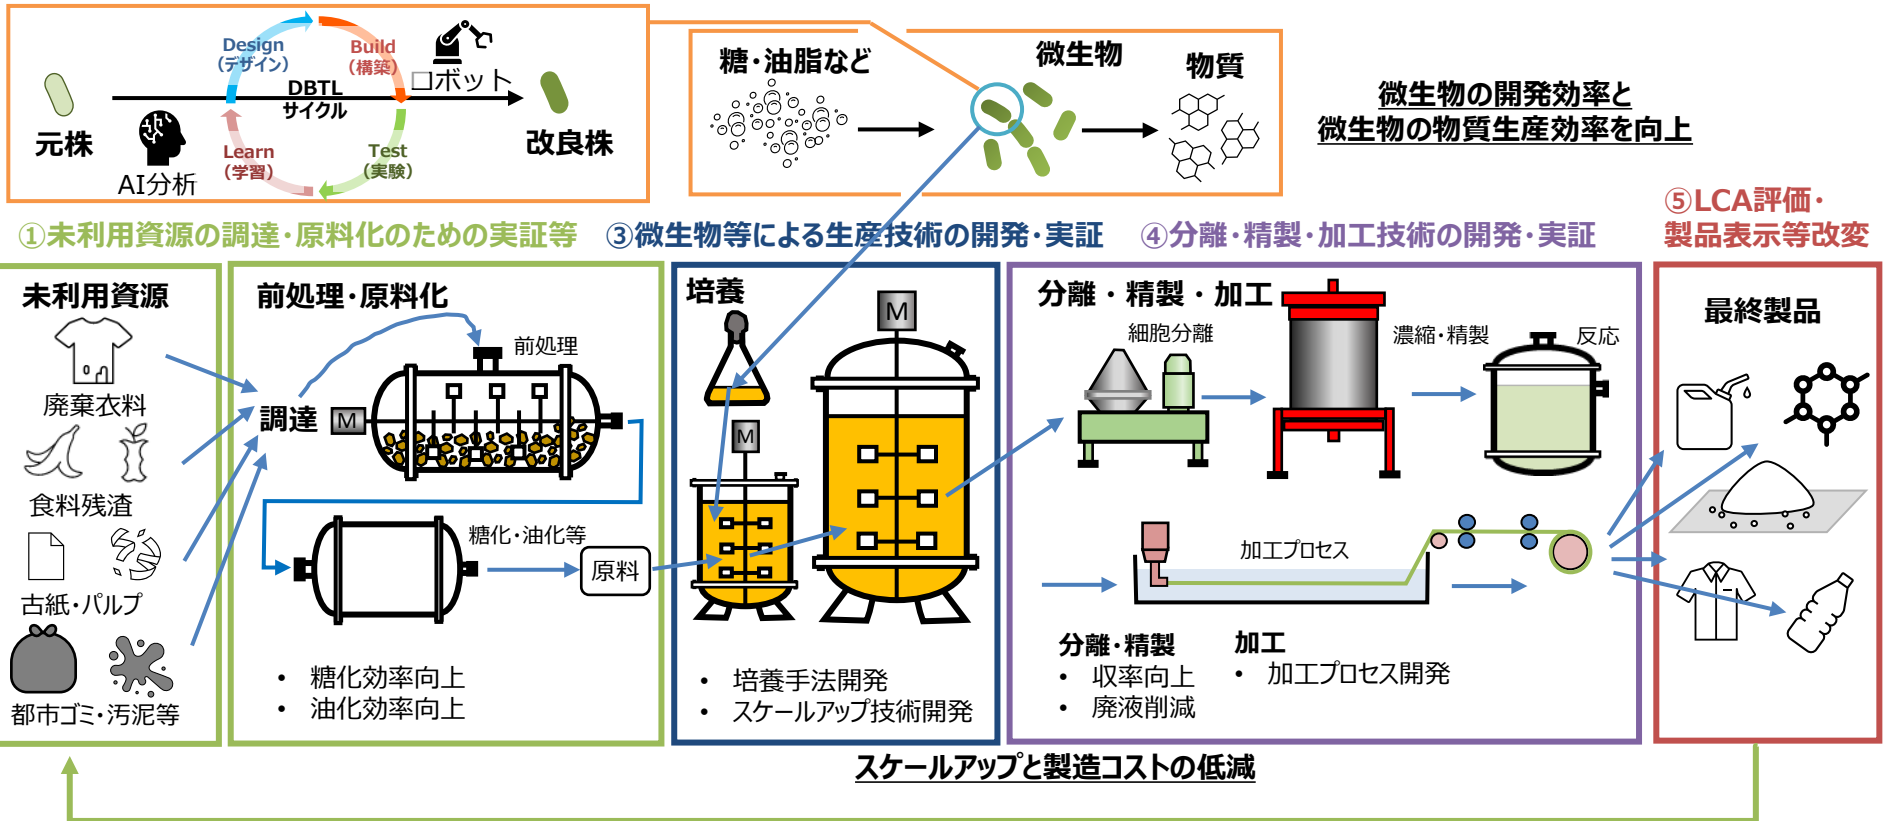 Design
(デザイン)
Build
(構築)
ロボット
DBTL
サイクル
元株
改良株
AI分析
Learn
(学習)
Test
(実験)
糖・油脂など
微生物
物質
微生物の開発効率と
微生物の物質生産効率を向上
①未利用資源の調達・原料化のための実証等
③微生物等による生産技術の開発・実証
④分離・精製・加工技術の開発・実証
⑤LCA評価・
製品表示等改変
未利用資源
廃棄衣料
食料残渣
古紙・パルプ
都市ゴミ・汚泥等
前処理・原料化
前処理
調達
M
糖化・油化等
原料
• 糖化効率向上
• 油化効率向上
培養
M
M
• 培養手法開発
• スケールアップ技術開発
分離・精製・加工
細胞分離
濃縮・精製
反応
加工プロセス
分離・精製
• 収率向上
• 廃液削減
加工
• 加工プロセス開発
最終製品
スケールアップと製造コストの低減